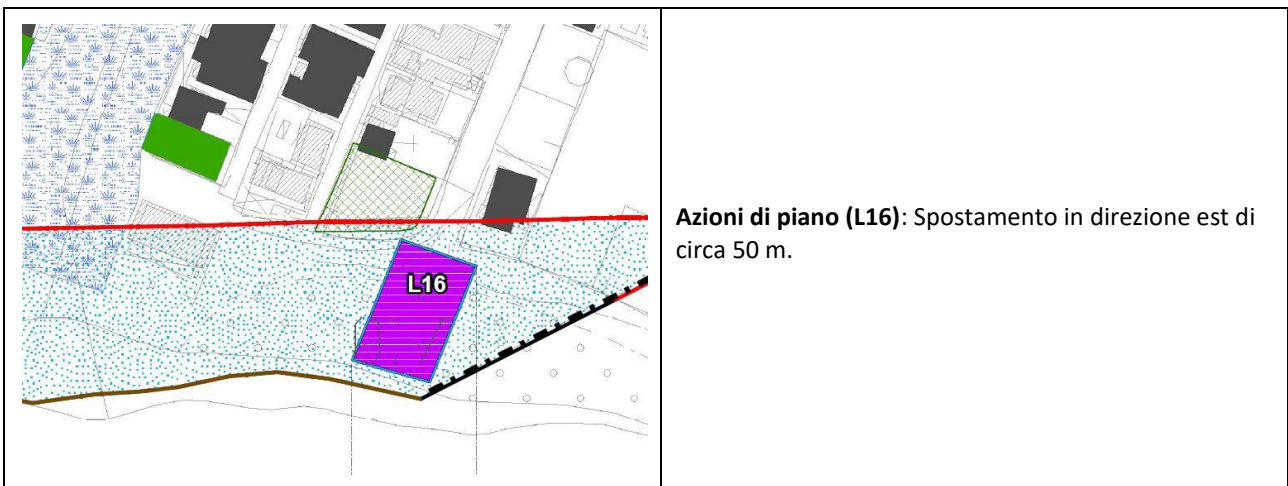 L16
Azioni di piano (L16): Spostamento in direzione est di
circa 50 m.